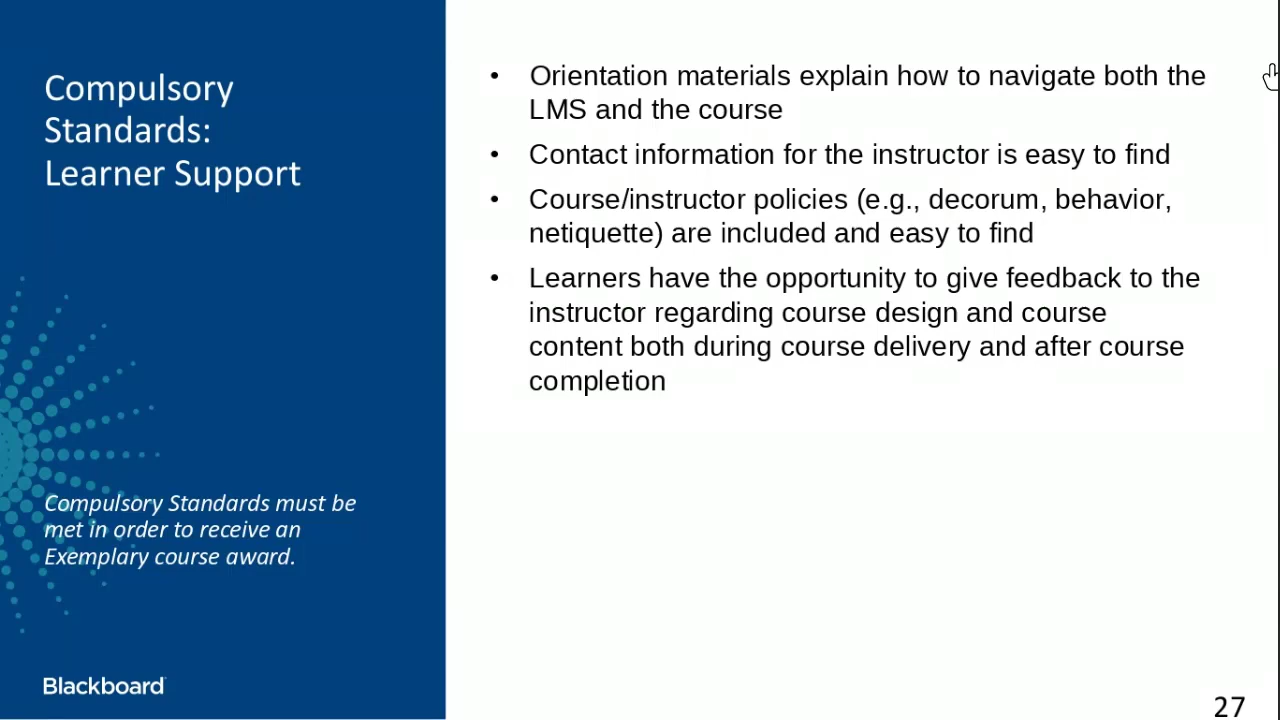 Compulsory
Standards:
Learner Support
• Orientation materials explain how to navigate both the
LMS and the course
• Contact information for the instructor is easy to find
• Course/instructor policies (e.g., decorum, behavior,
netiquette) are included and easy to find
• Learners have the opportunity to give feedback to the
instructor regarding course design and course
content both during course delivery and after course
completion
Compulsory Standards must be
met in order to receive an
Exemplary course award.
Blackboard
27